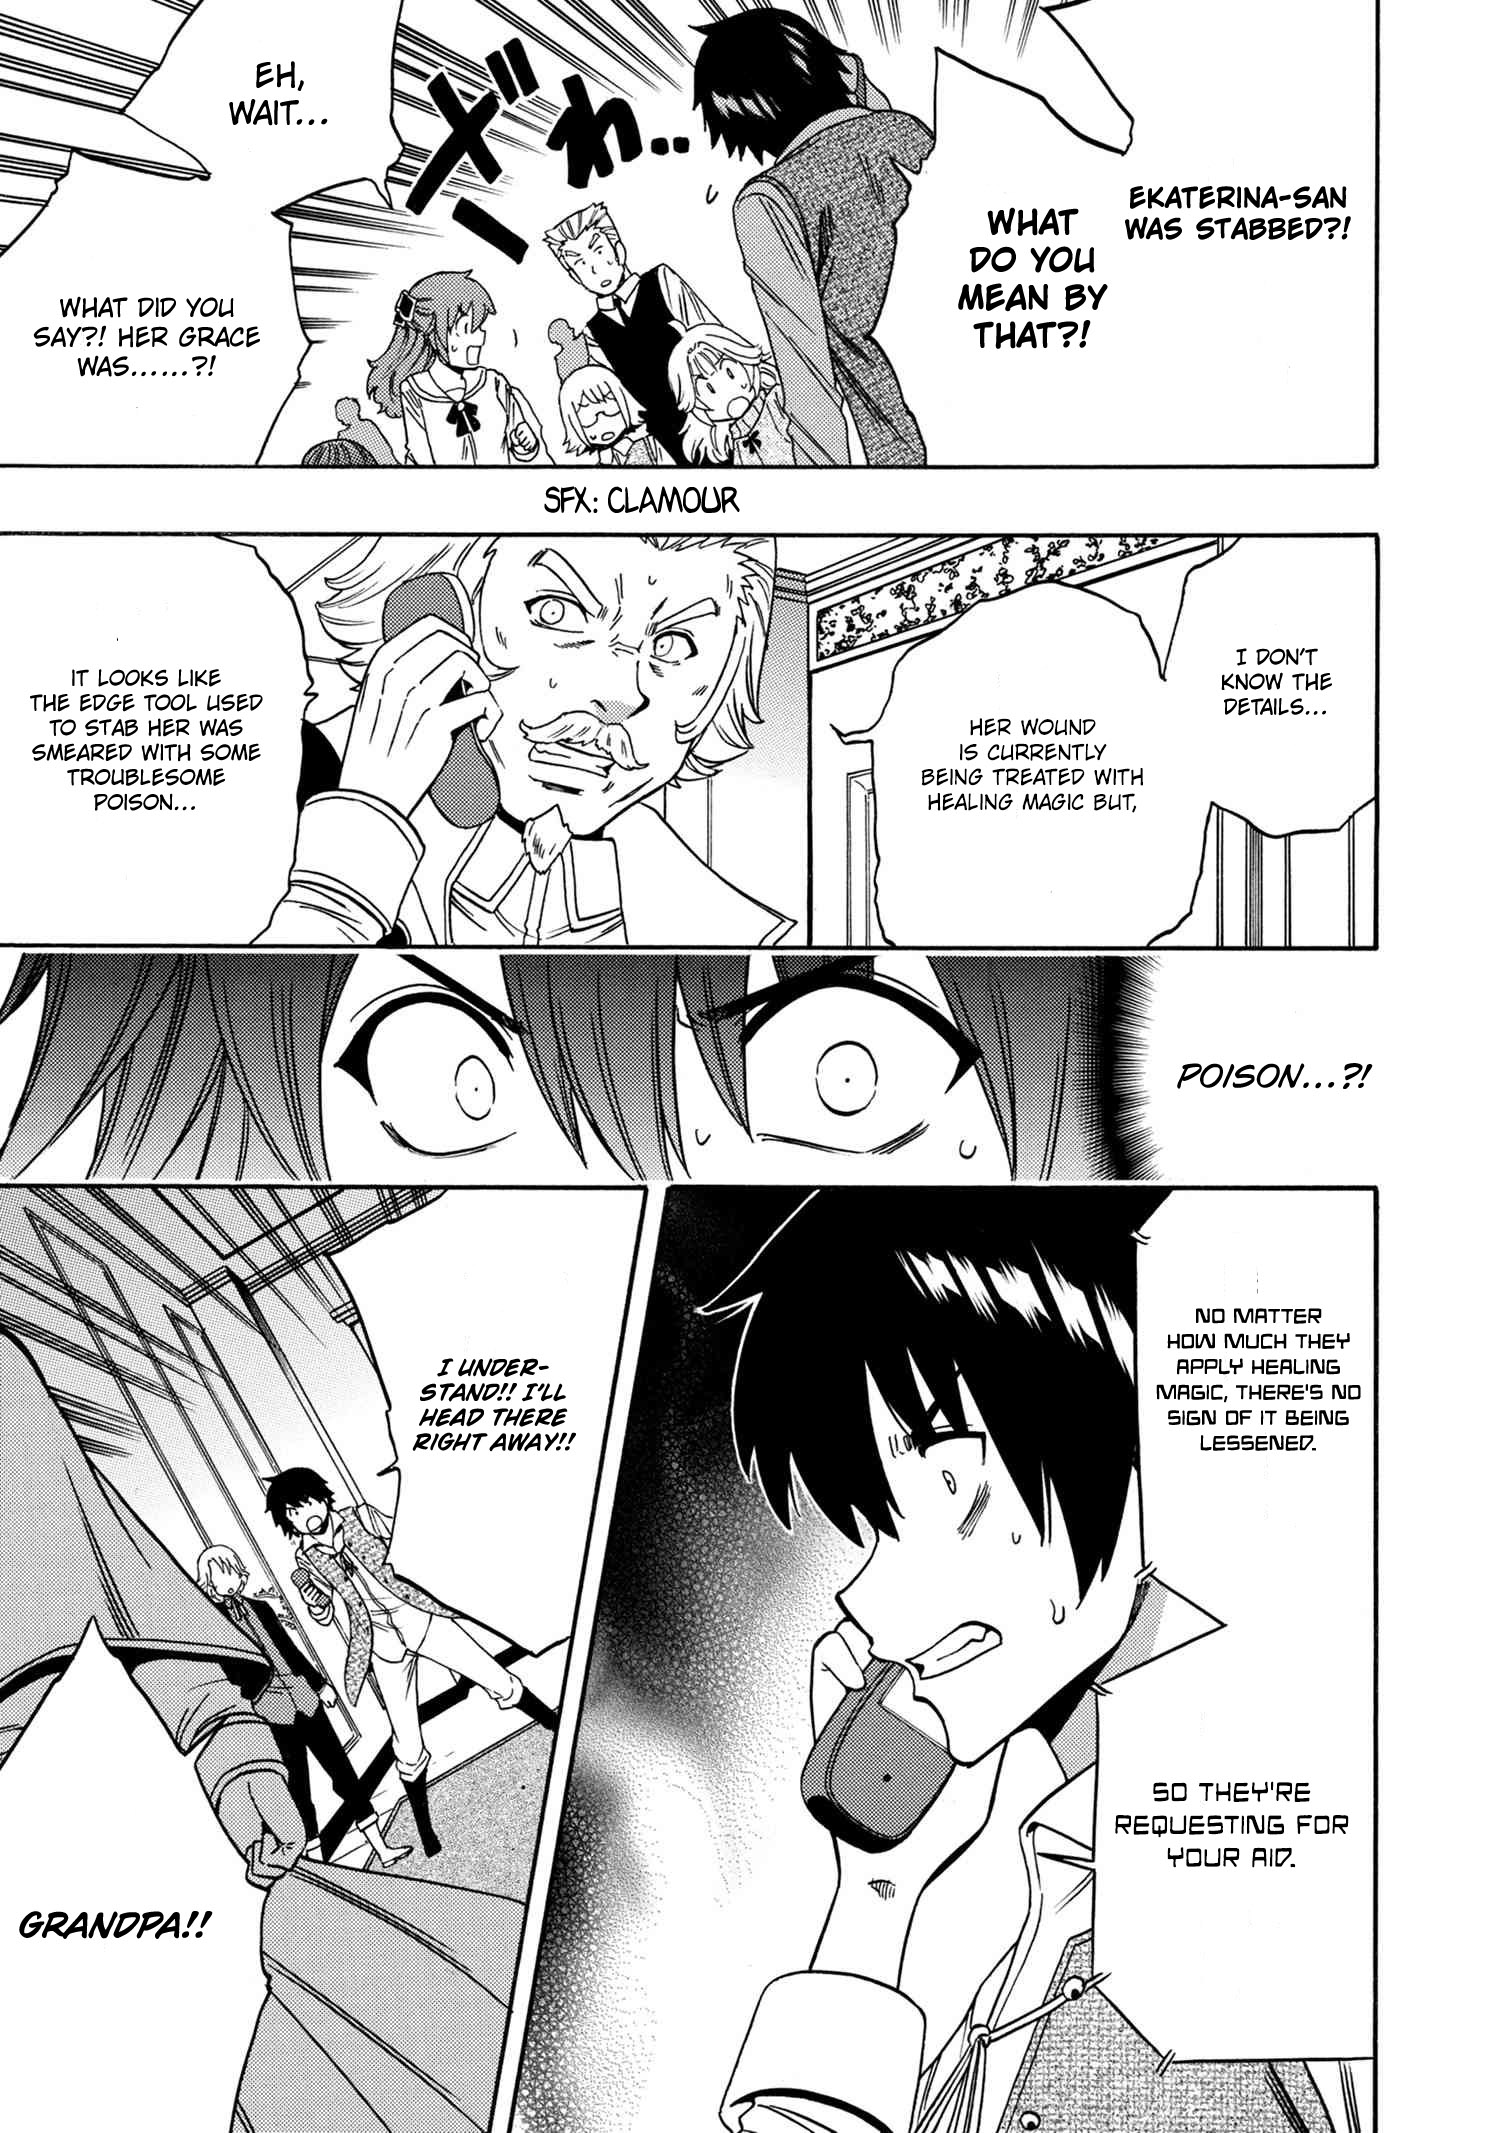 EKATERINA-SAN
WAS STABBED?!
WHAT
DO YOU
MEAN BY
THAT?!
ざわ..
ー
EH,
WAIT...
WHAT DID YOU
SAY?! HER GRACE
WAS......?!
SFX: CLAMOUR
I DON'T
KNOW THE
DETAILS...
HER WOUND
IS CURRENTLY
BEING TREATED WITH
HEALING MAGIC BUT,
IT LOOKS LIKE
THE EDGE TOOL USED
TO STAB HER WAS
SMEARED WITH SOME
TROUBLESOME
POISON...
POISON...?!
NO MATTER
HOW MUCH THEY
APPLY HEALING
MAGIC, THERE'S NO
SIGN OF IT BEING
LESSENED.
SO THEY'RE
REQUESTING FOR
YOUR AID.
I UNDER-
STAND!! I'LL
HEAD THERE
RIGHT AWAY!!
GRANDPA!!